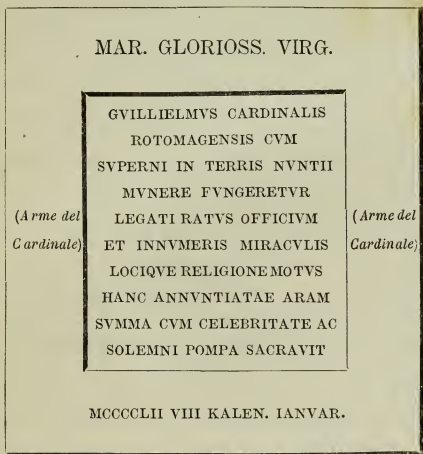 MAR. GLORIOSS. VIRG.
GVILLIELMVS CARDINALIS
ROTOMAGENSIS CVM
SVPERNI IN TERRIS NVNTII
MVNERE FVNGERETVR
(Arme del
LEGATI RATVS OFFICIVM
(Arme del
Cardinale)
ET INNVMERIS MIRACVLIS
Cardinale)
LOCIQVE RELIGIONE MOTVS
HANC ANNVNTIATAE ARAM
SVMMA CVM CELEBRITATE AC
SOLEMNI POMPA SACRAVIT
MCCCCLII VIII KALEN. IANVAR.